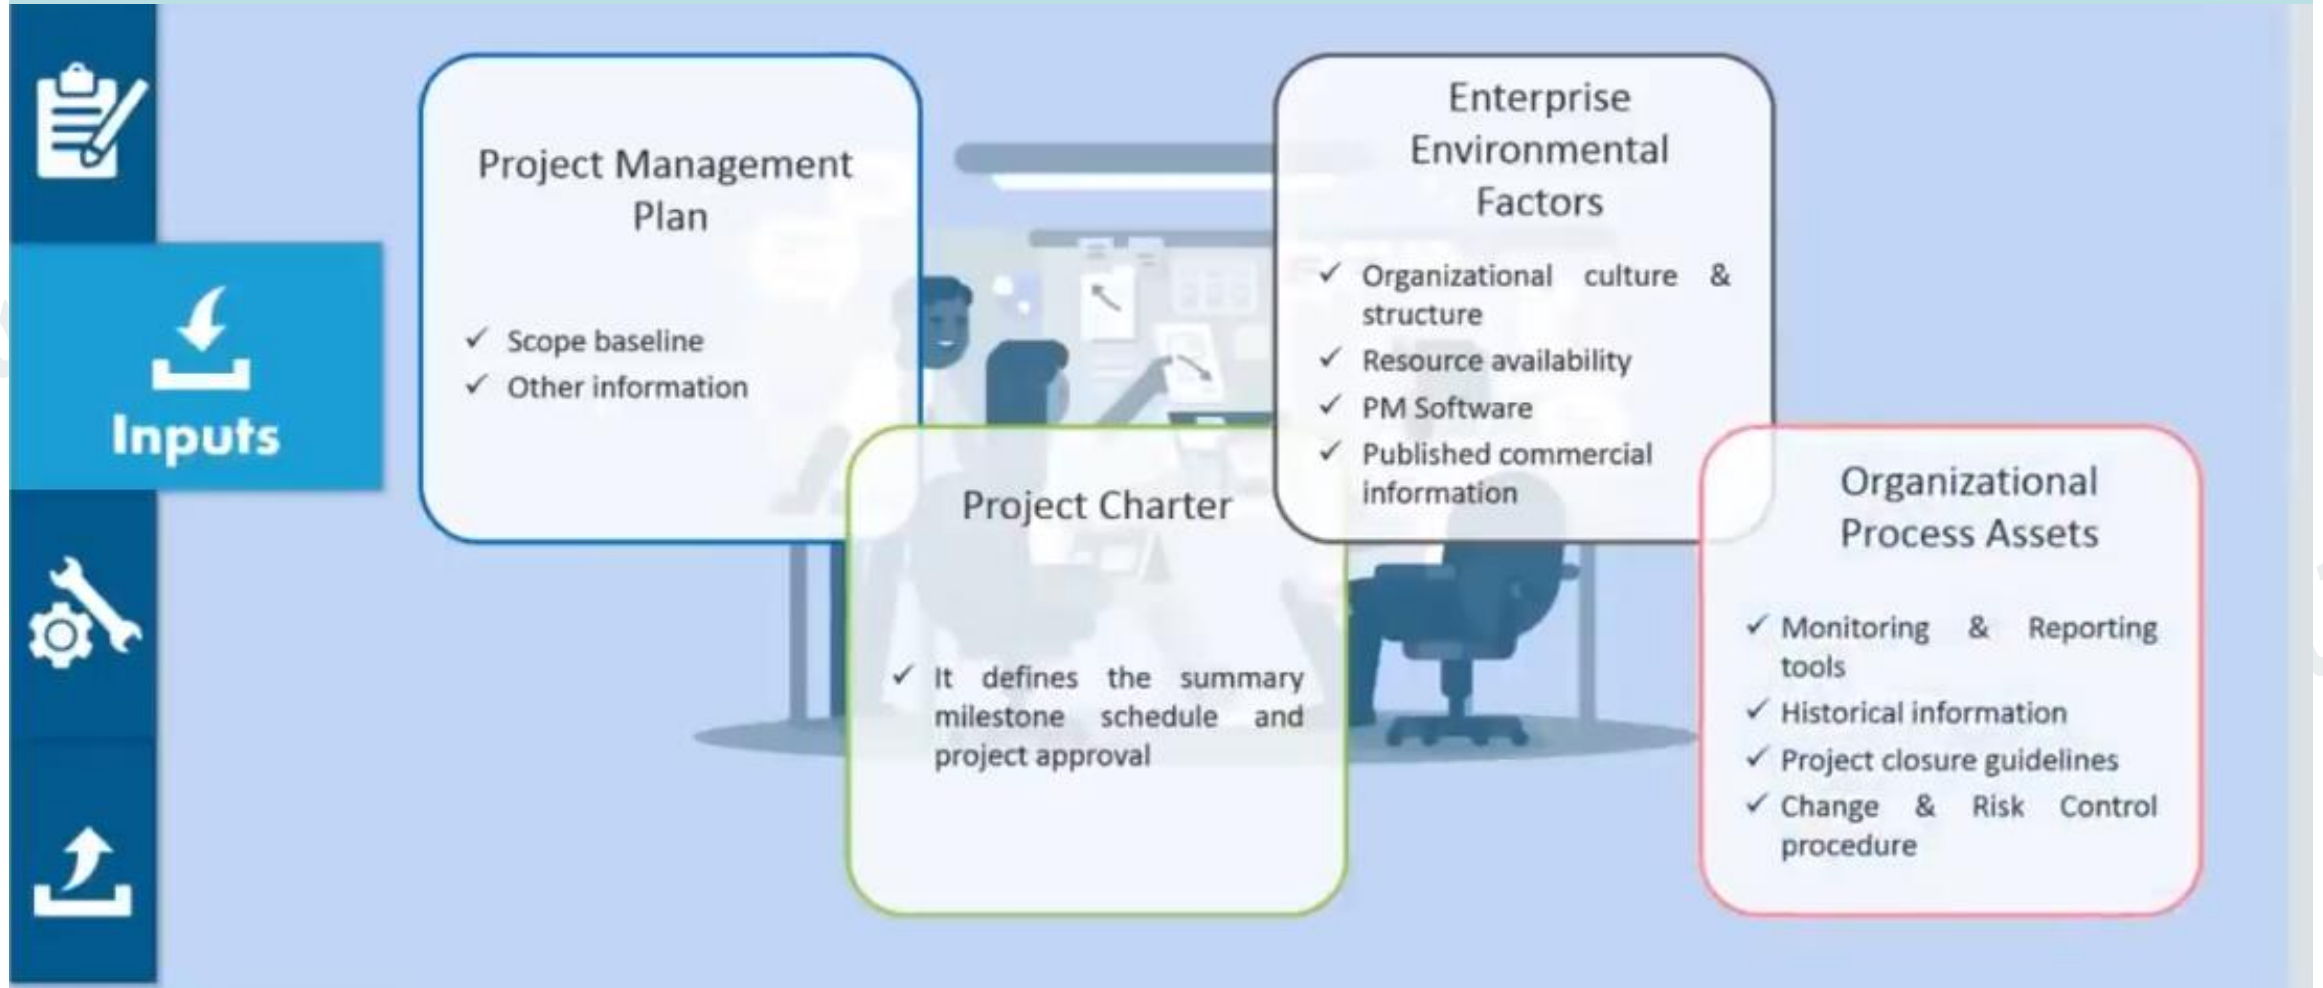 Inputs
Project Management
Plan
✓ Scope baseline
✓ Other information
Project Charter
✓ It defines the summary
milestone schedule and
project approval
Enterprise
Environmental
Factors
✓ Organizational culture &
structure
✓ Resource availability
✓ PM Software
✓ Published commercial
information
Organizational
Process Assets
✓ Monitoring & Reporting
tools
✓ Historical information
✓ Project closure guidelines
✓ Change & Risk Control
procedure